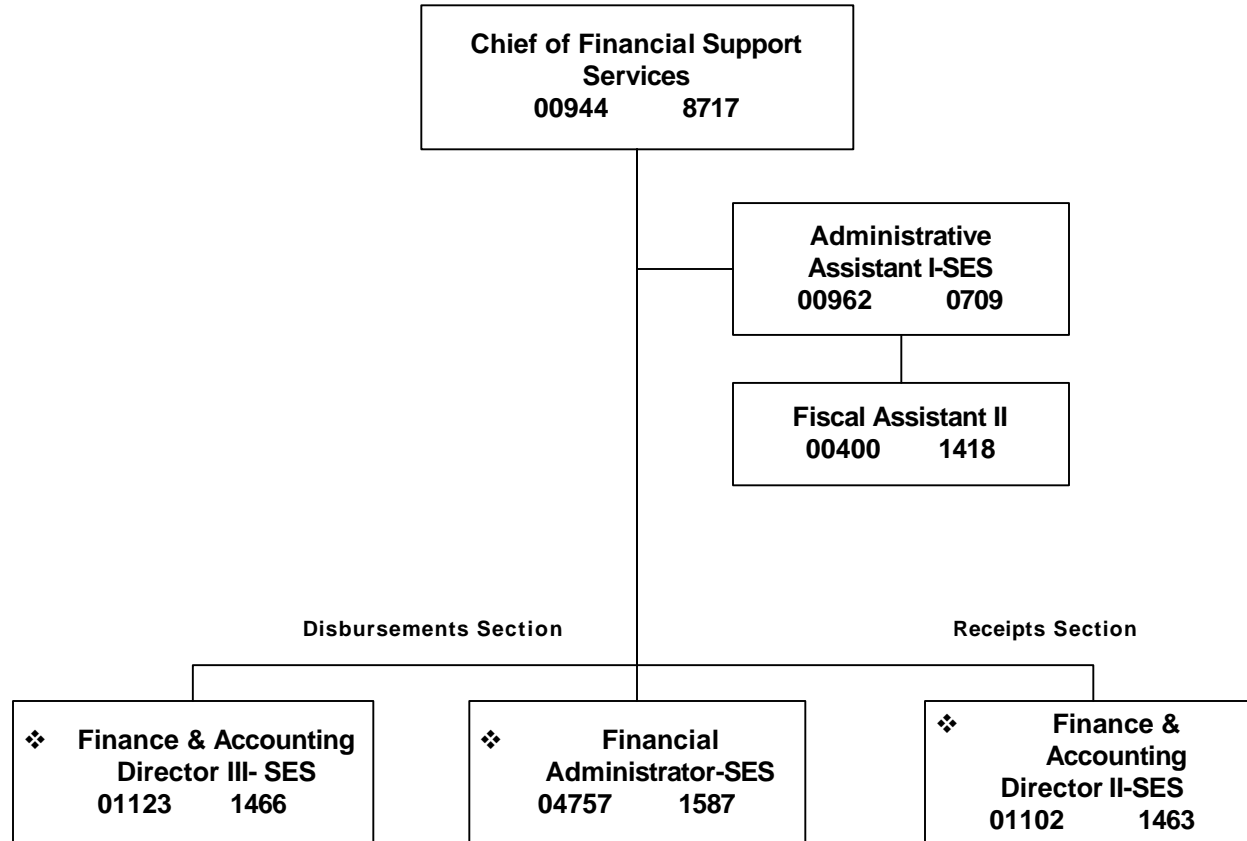 Chief of Financial Support
Services
00944 8717
Administrative
Assistant I-SES
00962 0709
Fiscal Assistant II
00400 1418
Disbursements Section
Receipts Section
❖ Finance & Accounting
Director III- SES
01123 1466
❖ Financial
Administrator-SES
04757 1587
❖ Finance &
Accounting
Director II-SES
01102 1463